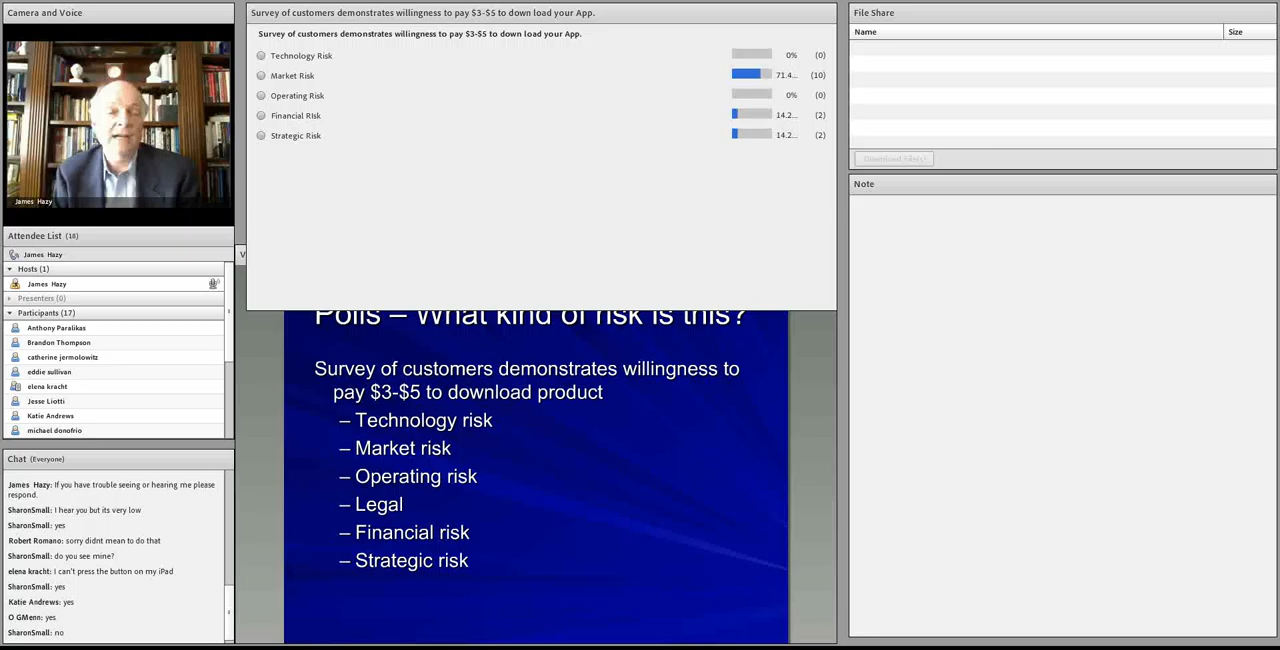 Camera and Voice
James Hazy
Attendee List (18)
James Hazy
Hosts (1)
James Hazy
Presenters (0)
Participants (17)
Anthony Paralikas
Brandon Thompson
catherine jermolowitz
eddie sullivan
elena kracht
Jesse Liotti
Katie Andrews
michael donofrio
Chat (Everyone)
James Hazy: If you have trouble seeing or hearing me please
respond.
SharonSmall: I hear you but its very low
SharonSmall: yes
Robert Romano: sorry didnt mean to do that
SharonSmall: do you see mine?
elena kracht: I can't press the button on my iPad
SharonSmall: yes
Katie Andrews: yes
O GMenn: yes
SharonSmall: no
Survey of customers demonstrates willingness to pay $3-$5 to down load your App.
Survey of customers demonstrates willingness to pay $3-$5 to down load your App.
Technology Risk 0% (0)
Market Risk 71.4... (10)
Operating Risk 0% (0)
Financial Risk 14.2... (2)
Strategic Risk 14.2... (2)
V
Polls – What kind of risk is this?
Survey of customers demonstrates willingness to
pay $3-$5 to download product
– Technology risk
– Market risk
– Operating risk
– Legal
– Financial risk
– Strategic risk
File Share
Name Size
Download File(s)
Note